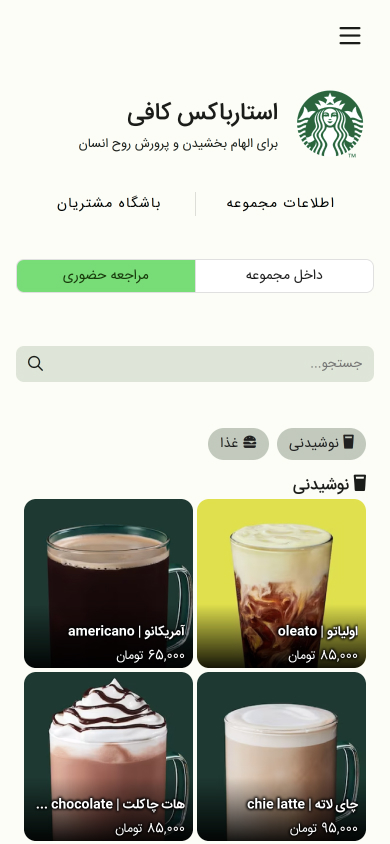 استارباکس کافی
برای الهام بخشیدن و پرورش روح انسان
TM
اطلاعات مجموعه
باشگاه مشتریان
داخل مجموعه
مراجعه حضوری
جستجو...
نوشیدنی
غذا
نوشیدنی
اولیاتو | oleato
۸۵,۰۰۰ تومان
آمریکانو | americano
۶۵,۰۰۰ تومان
چای لاته | chie latte
۹۵,۰۰۰ تومان
هات چاکلت | chocolate ...
۸۵,۰۰۰ تومان